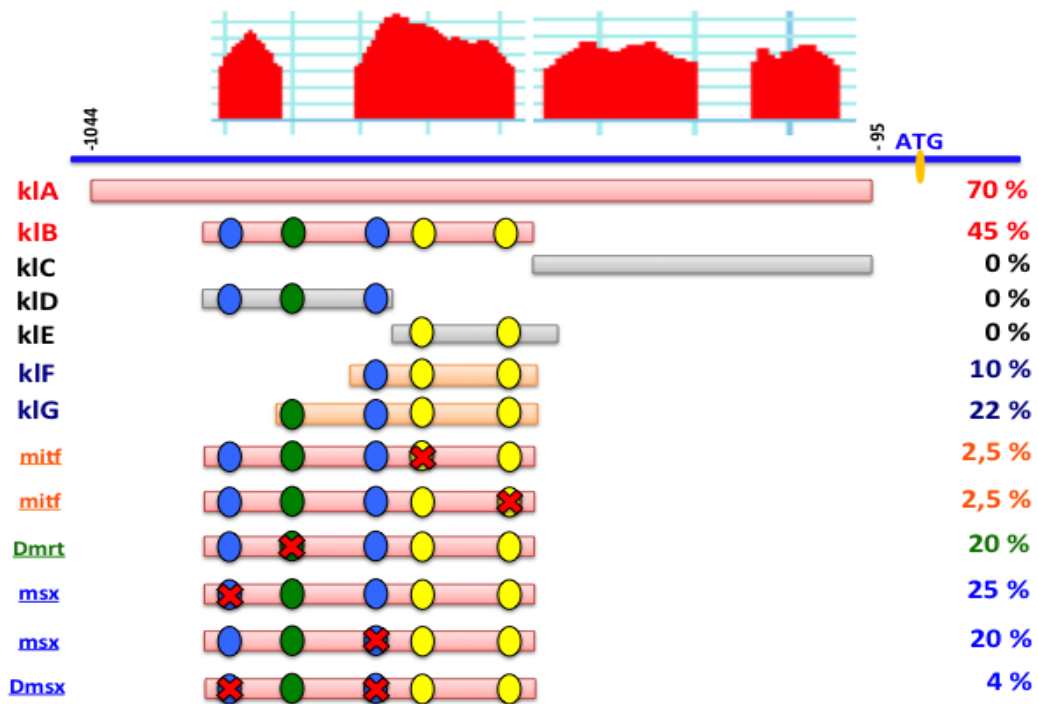 -1044
-95
ATG
klA 70 %
klB 45 %
klC 0 %
klD 0 %
klE 0 %
klF 10 %
klG 22 %
mitf 2,5 %
mitf 2,5 %
Dmrt 20 %
msx 25 %
msx 20 %
Dmsx 4 %